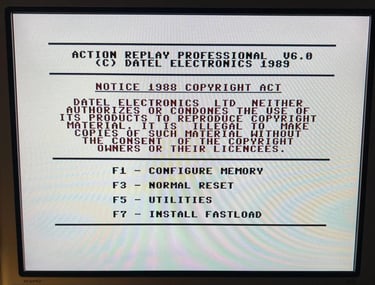 ACTION REPLAY PROFESSIONAL V6.0
(C) DATEL ELECTRONICS 1989
NOTICE 1988 COPYRIGHT ACT
DATEL ELECTRONICS LTD NEITHER
AUTHORIZES OR CONDONES THE USE OF
ITS PRODUCTS TO REPRODUCE COPYRIGHT
MATERIAL. IT IS ILLEGAL TO MAKE
COPIES OF SUCH MATERIAL WITHOUT
THE CONSENT OF THE COPYRIGHT
OWNERS OR THEIR LICENCEES.
F1 - CONFIGURE MEMORY
F3 - NORMAL RESET
F5 - UTILITIES
F7 - INSTALL FASTLOAD